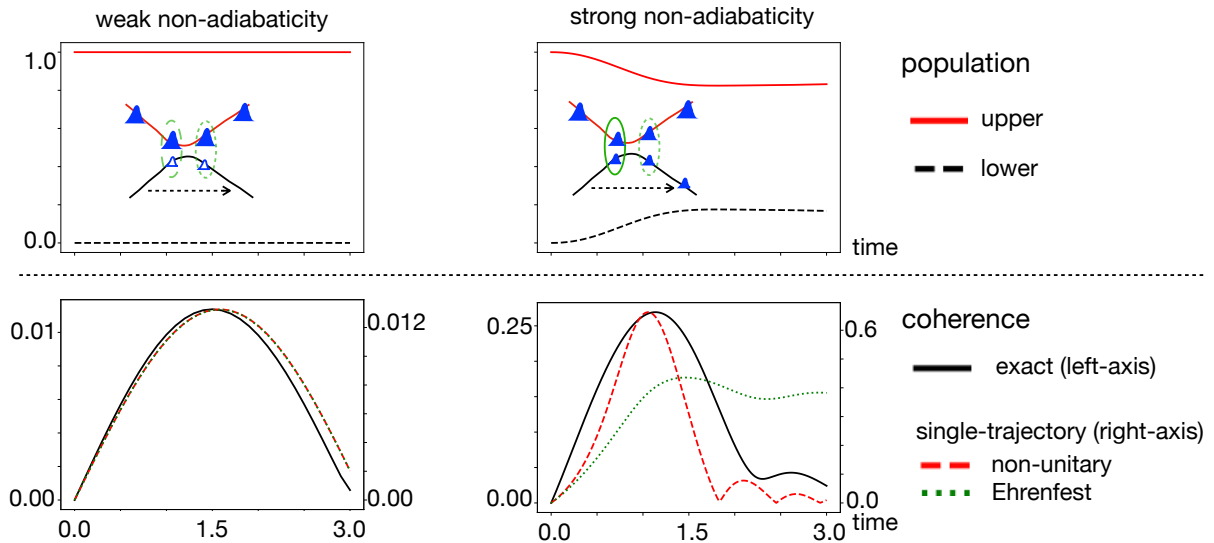 weak non-adiabaticity
strong non-adiabaticity
1.0
0.0
population
upper
lower
time
0.01
0.00
0.012
0.00
0.0
1.5
3.0
0.25
0.00
0.6
0.0
0.0
1.5
3.0
time
coherence
exact (left-axis)
single-trajectory (right-axis)
non-unitary
Ehrenfest